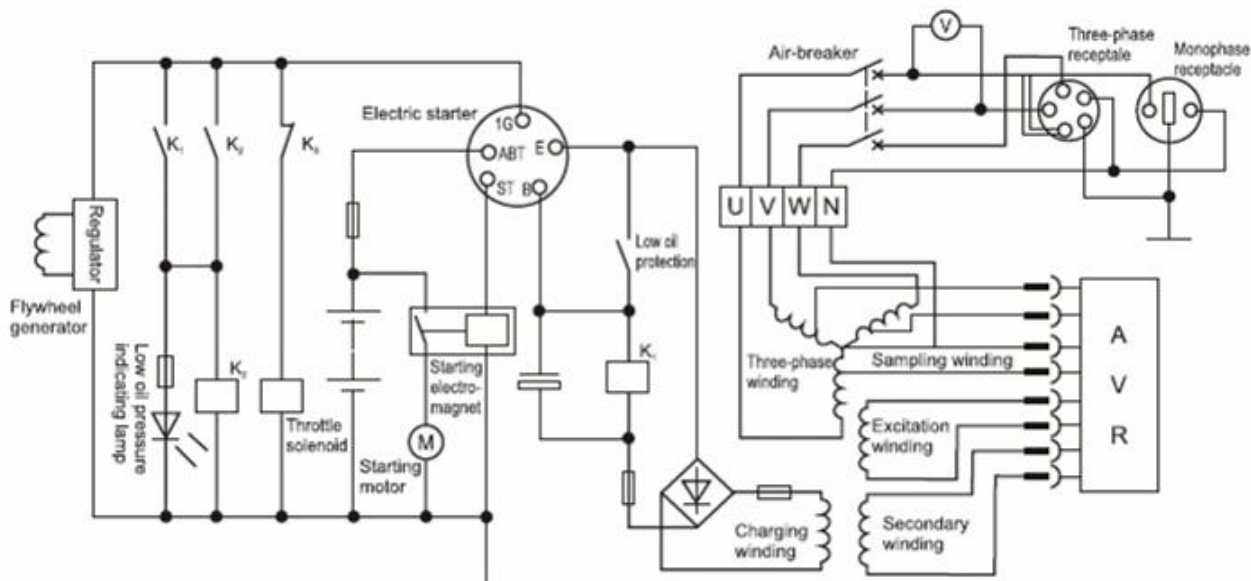 Air-breaker
V
Three-phase
receptale
Monophase
receptacle
Electric starter
1G
ABT
E
ST
B
K₁
K₂
U V W N
Regulator
Flywheel
generator
Low oil
protection
Low oil pressure
indicating lamp
K₂
Throttle
solenoid
Starting
electro-
magnet
M
Starting
motor
Three-phase
winding
Sampling winding
Excitation
winding
Charging
winding
Secondary
winding
A
V
R